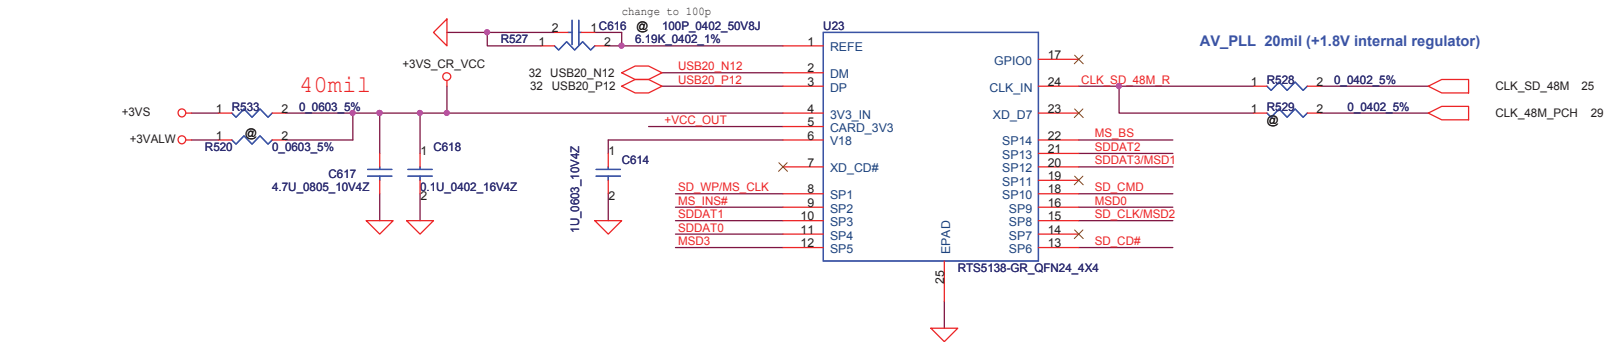 change to 100p
2 1 C616 @ 100P_0402_50V8J
R527 1 2 6.19K_0402_1%
U23
1 REFE
AV_PLL 20mil (+1.8V internal regulator)
+3VS_CR_VCC
32 USB20_N12 USB20_N12 2 DM
32 USB20_P12 USB20_P12 3 DP
GPIO0 17
CLK_IN 24 CLK_SD_48M_R 1 R528 2 0_0402_5% CLK_SD_48M 25
40mil
+3VS 1 R533 2 0_0603_5%
4 3V3_IN
XD_D7 23
1 R529 2 0_0402_5% CLK_48M_PCH 29
@
+VCC_OUT 5 CARD_3V3
+3VALW 1 @ 2
R520 0_0603_5%
6 V18
SP14 22 MS_BS
SP13 21 SDDAT2
SP12 20 SDDAT3/MSD1
1 C618
1 C614
7 XD_CD#
SP11 19
C617
4.7U_0805_10V4Z
0.1U_0402_16V4Z
2
1U_0603_10V4Z
2
SD_WP/MS_CLK 8 SP1
SP10 18 SD_CMD
MS_INS# 9 SP2
SP9 16 MSD0
SDDAT1 10 SP3
SP8 15 SD_CLK/MSD2
SDDAT0 11 SP4
SP7 14
MSD3 12 SP5
SP6 13 SD_CD#
EPAD
25
RTS5138-GR_QFN24_4X4